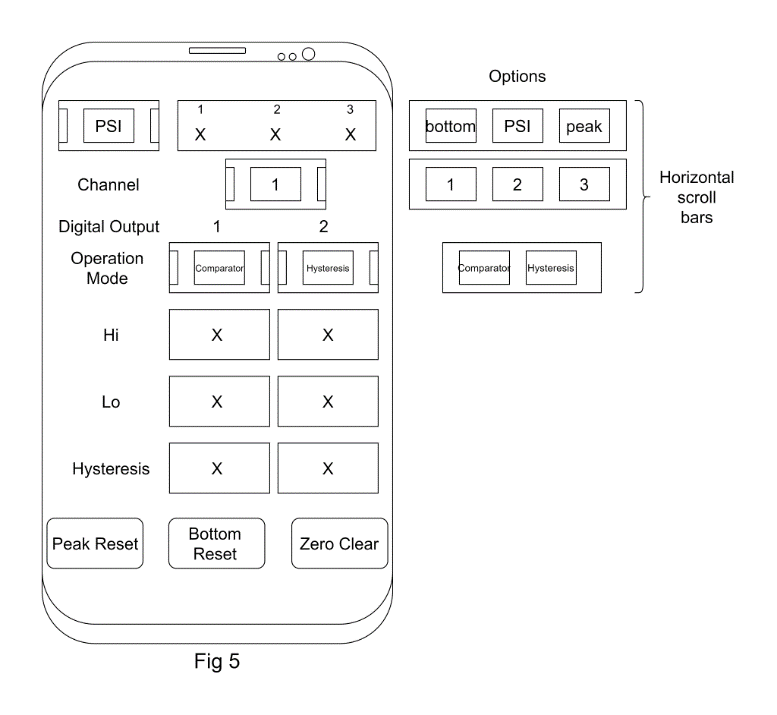 Options
PSI
1 2 3
X X X
bottom PSI peak
Channel
1
1 2 3
Horizontal
scroll
bars
Digital Output 1 2
Operation
Mode
Comparator Hysteresis
Comparator Hysteresis
Hi X X
Lo X X
Hysteresis X X
Peak Reset
Bottom
Reset
Zero Clear
Fig 5